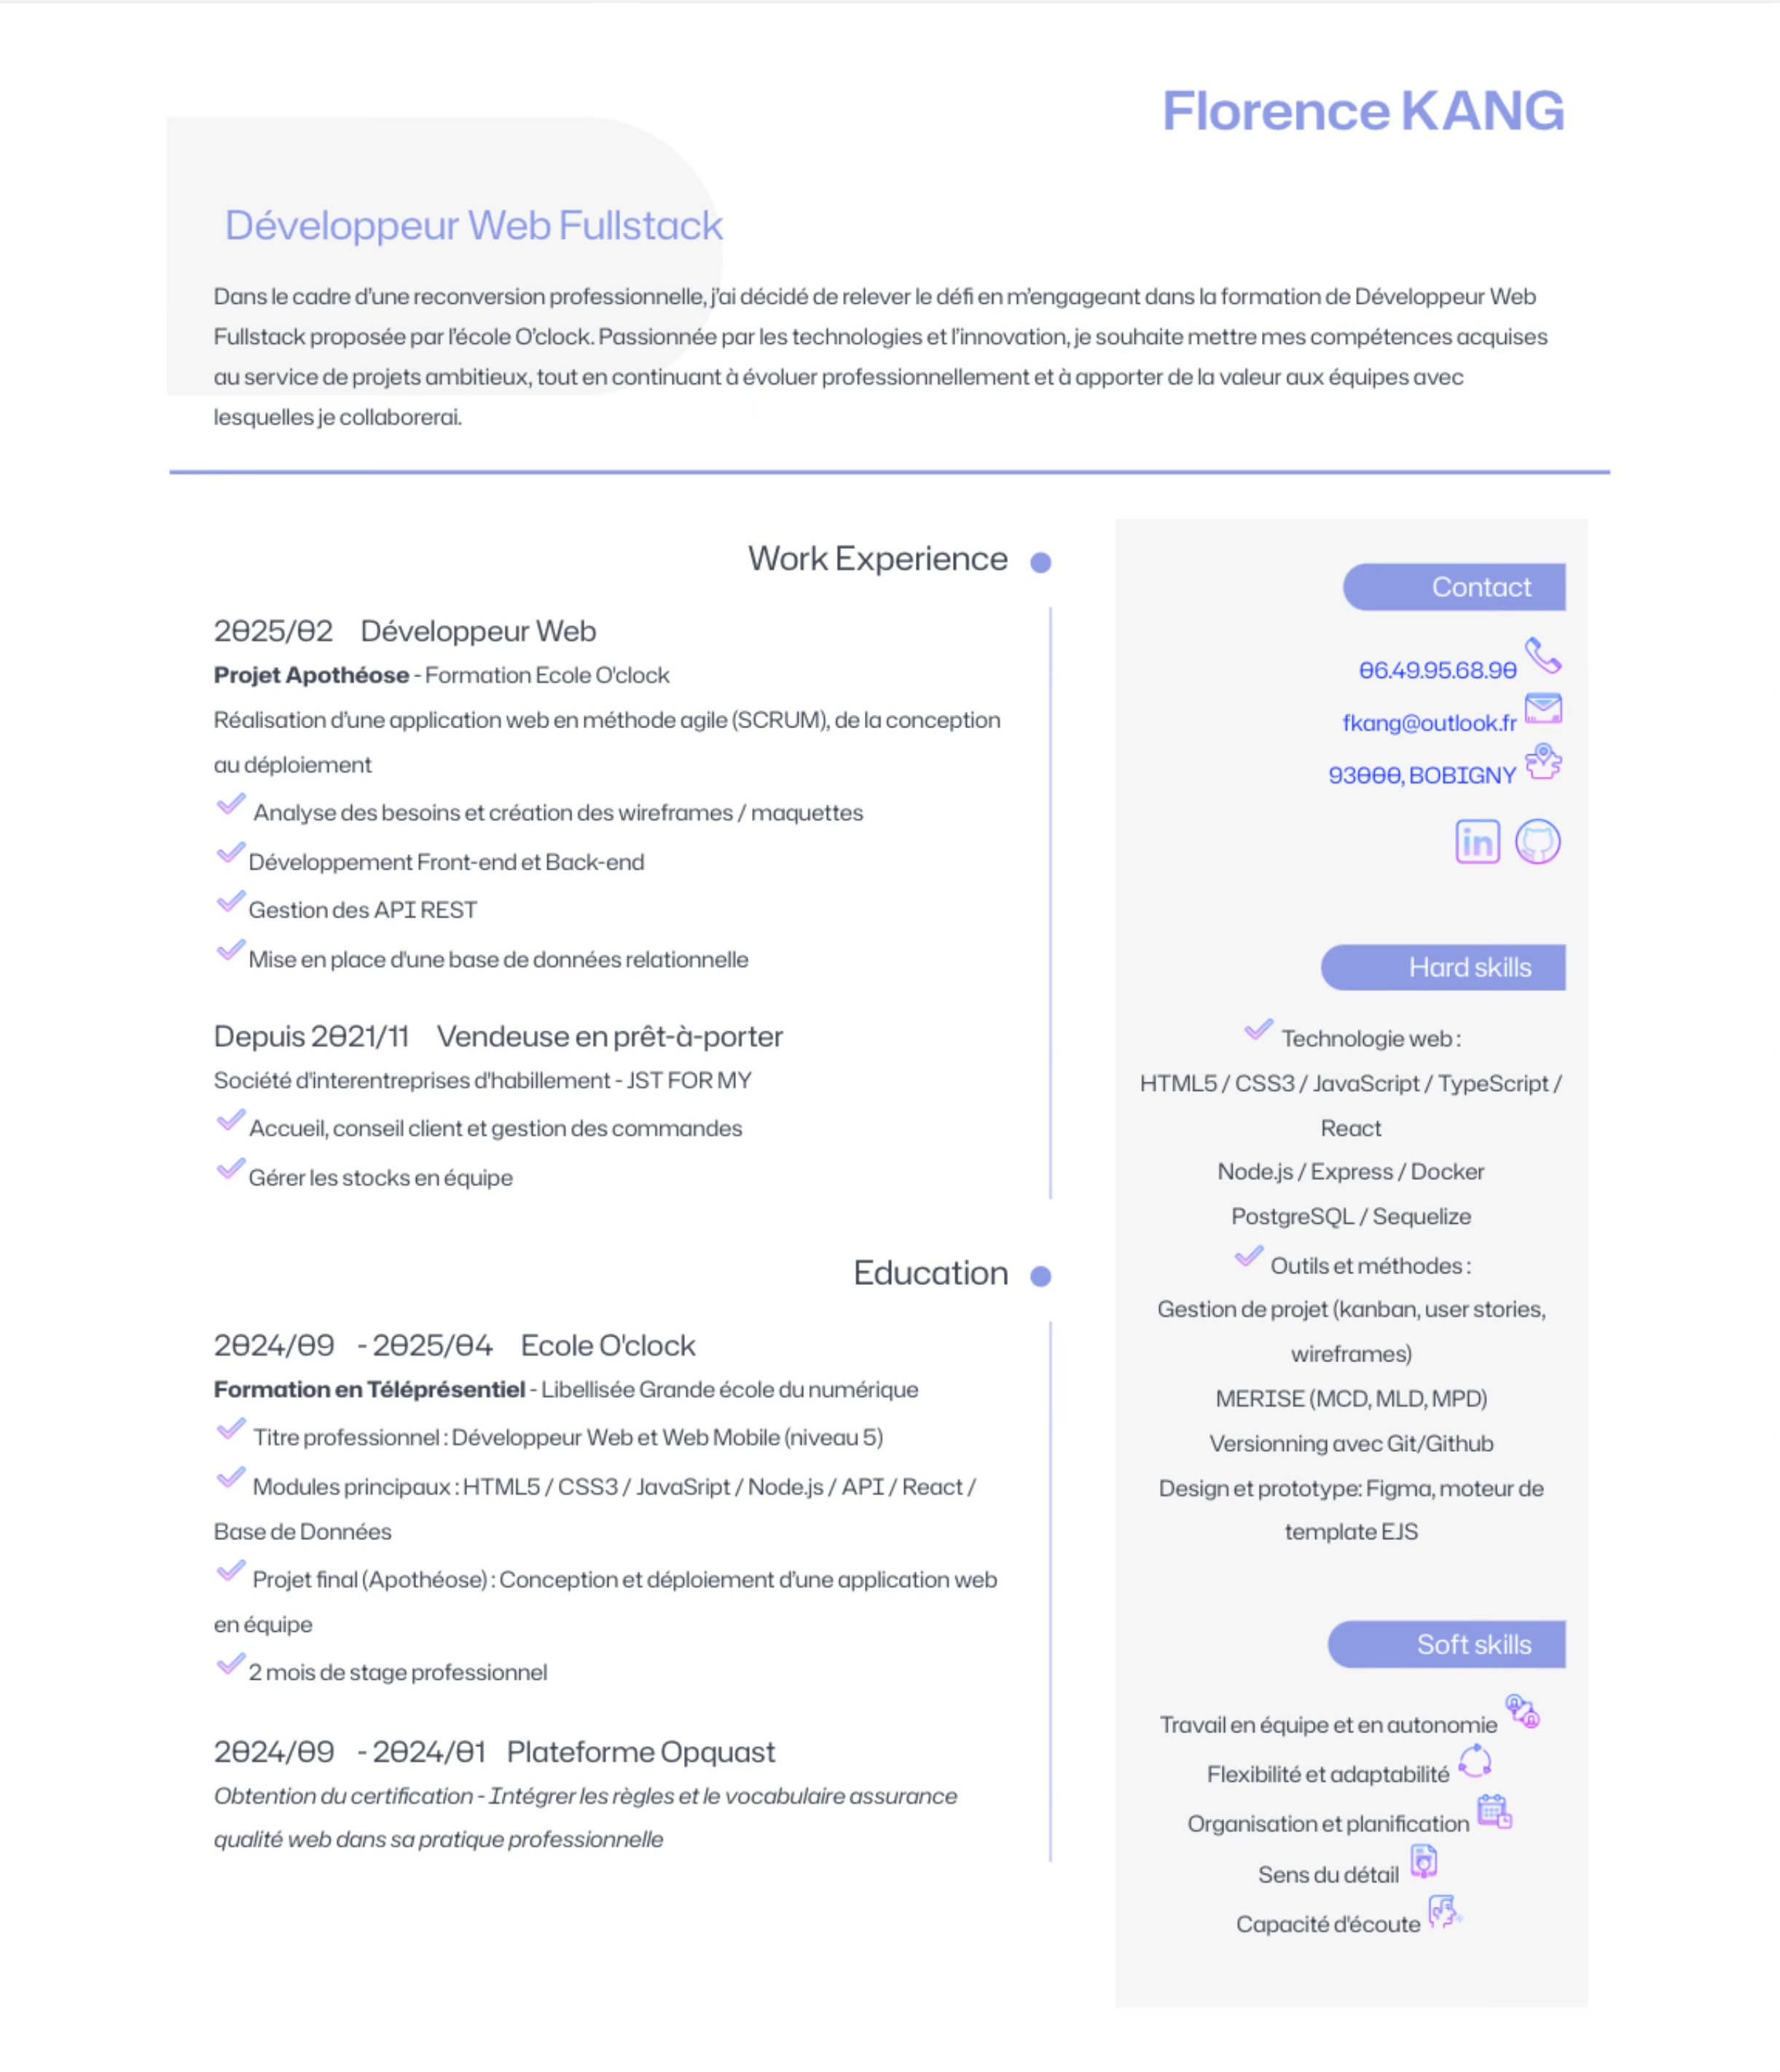 Florence KANG
Développeur Web Fullstack
Dans le cadre d'une reconversion professionnelle, j'ai décidé de relever le défi en m'engageant dans la formation de Développeur Web
Fullstack proposée par l'école O'clock. Passionnée par les technologies et l'innovation, je souhaite mettre mes compétences acquises
au service de projets ambitieux, tout en continuant à évoluer professionnellement et à apporter de la valeur aux équipes avec
lesquelles je collaborerai.
Work Experience
2025/02 Développeur Web
Projet Apothéose - Formation Ecole O'clock
Réalisation d'une application web en méthode agile (SCRUM), de la conception
au déploiement
Analyse des besoins et création des wireframes / maquettes
Développement Front-end et Back-end
Gestion des API REST
Mise en place d'une base de données relationnelle
Depuis 2021/11 Vendeuse en prêt-à-porter
Société d'interentreprises d'habillement - JST FOR MY
Accueil, conseil client et gestion des commandes
Gérer les stocks en équipe
Education
2024/09 - 2025/04 Ecole O'clock
Formation en Téléprésentiel - Libellisée Grande école du numérique
Titre professionnel : Développeur Web et Web Mobile (niveau 5)
Modules principaux : HTML5 / CSS3 / JavaSript / Node.js / API / React /
Base de Données
Projet final (Apothéose) : Conception et déploiement d'une application web
en équipe
2 mois de stage professionnel
2024/09 - 2024/01 Plateforme Opquast
Obtention du certification - Intégrer les règles et le vocabulaire assurance
qualité web dans sa pratique professionnelle
Contact
06.49.95.68.90
fkang@outlook.fr
93000, BOBIGNY
in
Hard skills
Technologie web :
HTML5 / CSS3 / JavaScript / TypeScript /
React
Node.js / Express / Docker
PostgreSQL / Sequelize
Outils et méthodes :
Gestion de projet (kanban, user stories,
wireframes)
MERISE (MCD, MLD, MPD)
Versionning avec Git/Github
Design et prototype: Figma, moteur de
template EJS
Soft skills
Travail en équipe et en autonomie
Flexibilité et adaptabilité
Organisation et planification
Sens du détail
Capacité d'écoute